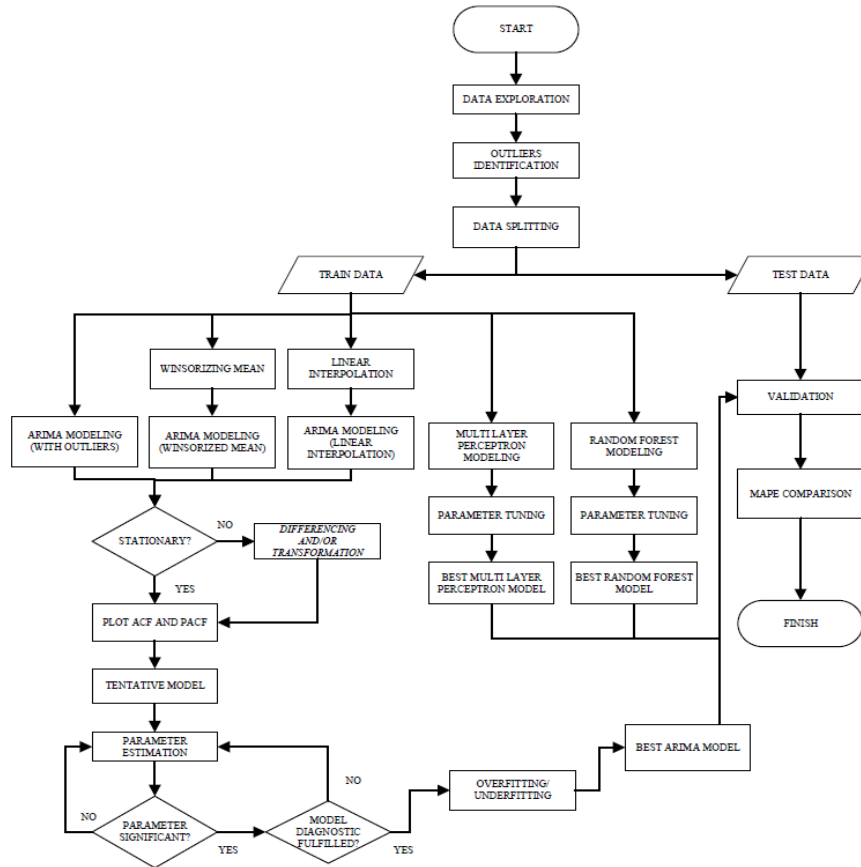 START
DATA EXPLORATION
OUTLIERS
IDENTIFICATION
DATA SPLITTING
TRAIN DATA
TEST DATA
WINSORIZING MEAN
LINEAR
INTERPOLATION
VALIDATION
ARIMA MODELING
(WITH OUTLIERS)
ARIMA MODELING
(WINSORIZED MEAN)
ARIMA MODELING
(LINEAR
INTERPOLATION)
MULTI LAYER
PERCEPTRON
MODELING
RANDOM FOREST
MODELING
MAPE COMPARISON
PARAMETER TUNING
PARAMETER TUNING
STATIONARY?
NO
DIFFERENCING
AND/OR
TRANSFORMATION
YES
BEST MULTI LAYER
PERCEPTRON MODEL
BEST RANDOM FOREST
MODEL
PLOT ACF AND PACF
FINISH
TENTATIVE MODEL
PARAMETER
ESTIMATION
BEST ARIMA MODEL
NO
OVERFITTING/
UNDERFITTING
NO
PARAMETER
SIGNIFICANT?
YES
MODEL
DIAGNOSTIC
FULFILLED?
YES